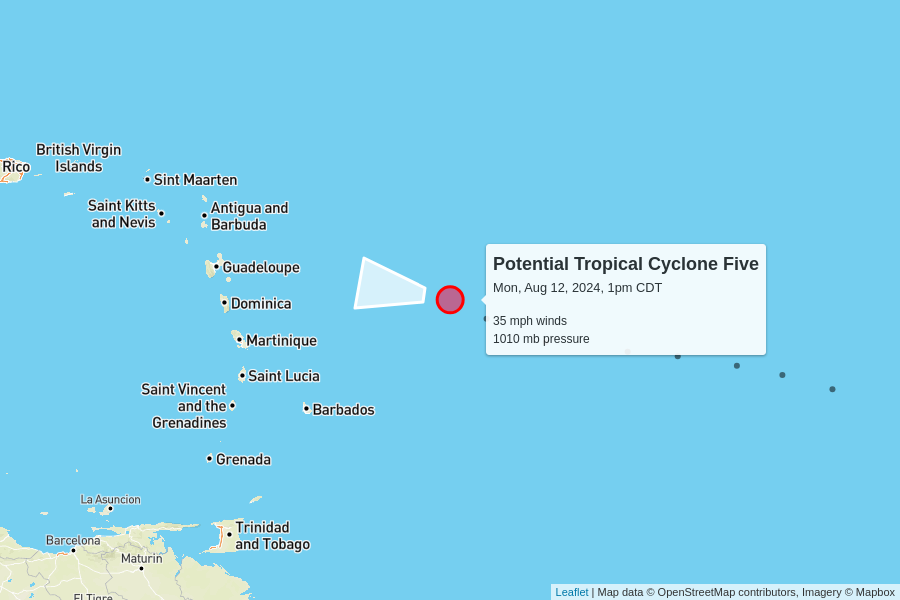 British Virgin
Islands
Rico
Sint Maarten
Saint Kitts
and Nevis
Antigua and
Barbuda
Guadeloupe
Dominica
Martinique
Saint Lucia
Saint Vincent
and the
Grenadines
Barbados
Grenada
La Asuncion
Trinidad
and Tobago
Barcelona
Maturin
El Tigre
Potential Tropical Cyclone Five
Mon, Aug 12, 2024, 1pm CDT
35 mph winds
1010 mb pressure
Leaflet | Map data © OpenStreetMap contributors, Imagery © Mapbox